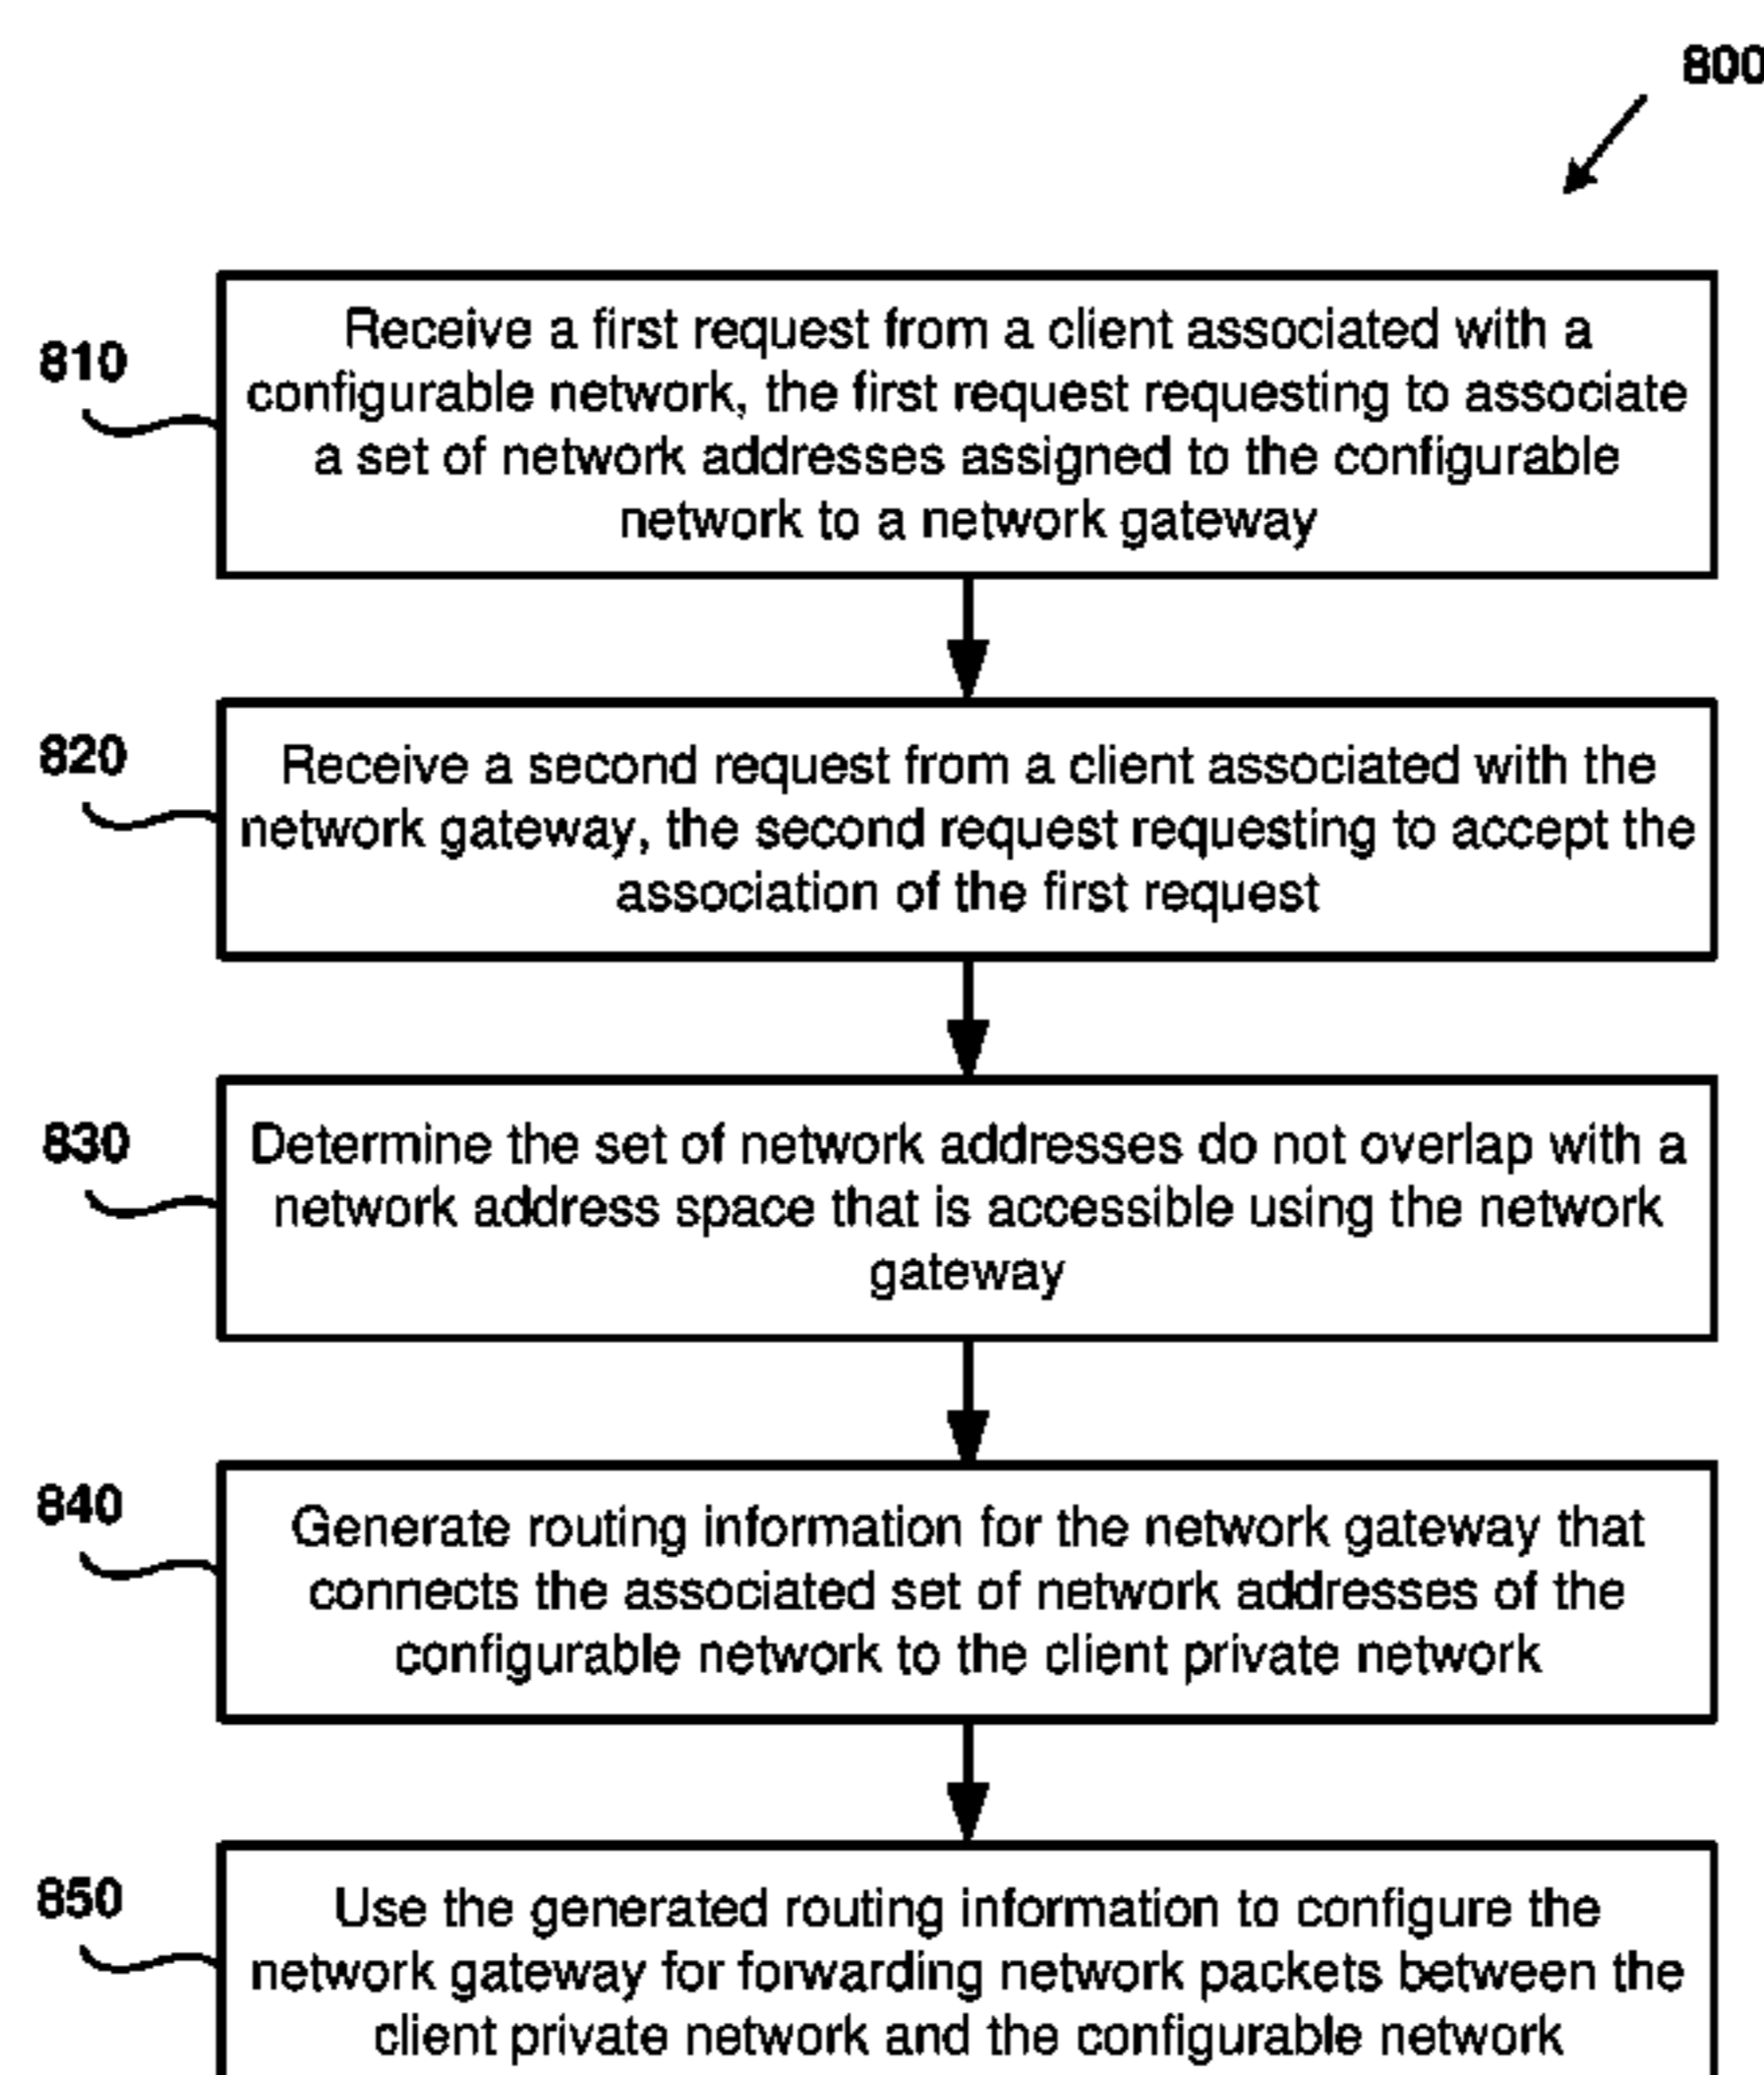 800
810
Receive a first request from a client associated with a
configurable network, the first request requesting to associate
a set of network addresses assigned to the configurable
network to a network gateway
820
Receive a second request from a client associated with the
network gateway, the second request requesting to accept the
association of the first request
830
Determine the set of network addresses do not overlap with a
network address space that is accessible using the network
gateway
840
Generate routing information for the network gateway that
connects the associated set of network addresses of the
configurable network to the client private network
850
Use the generated routing information to configure the
network gateway for forwarding network packets between the
client private network and the configurable network